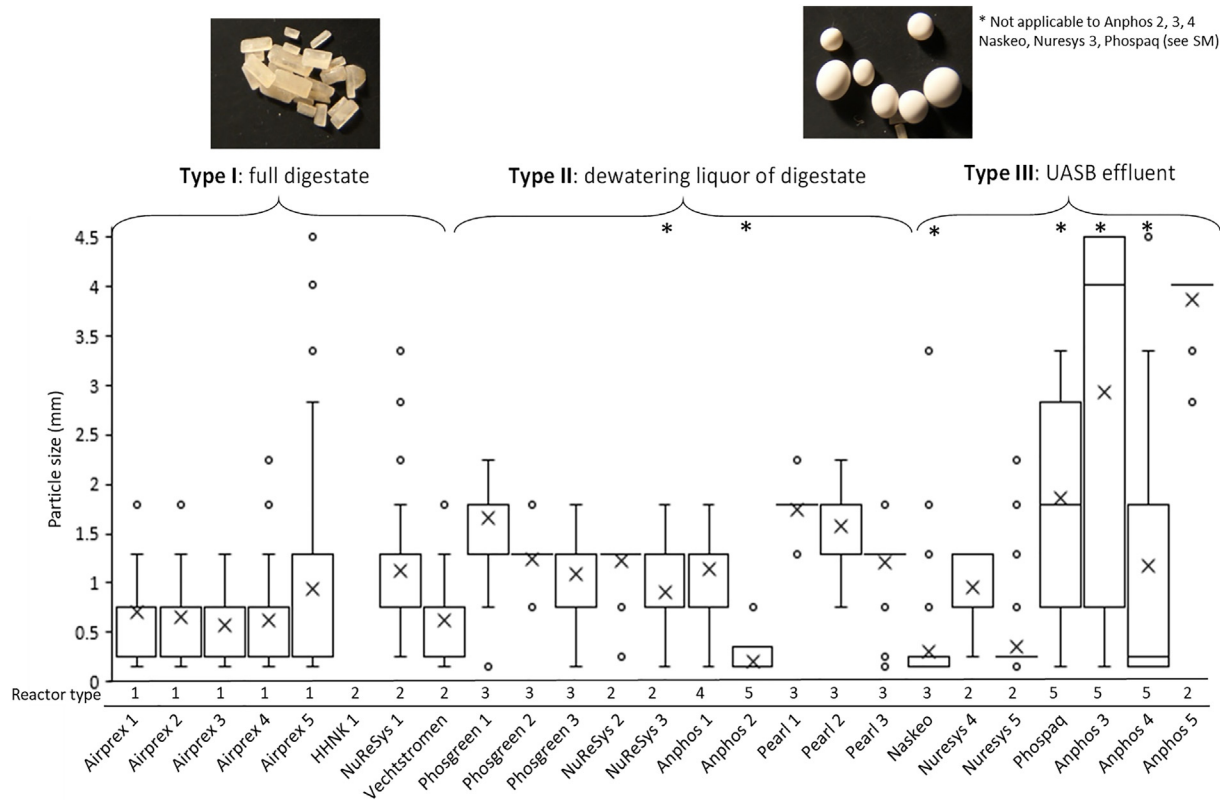 * Not applicable to Anphos 2, 3, 4
Naskeo, Nuresys 3, Phospaq (see SM)
Type I: full digestate
Type II: dewatering liquor of digestate
Type III: UASB effluent
* * * * * *
Particle size (mm)
4.5
4
3.5
3
2.5
2
1.5
1
0.5
0
Reactor type 1 1 1 1 1 2 2 2 3 3 3 2 2 4 5 3 3 3 3 2 2 5 5 5 2
Airprex 1
Airprex 2
Airprex 3
Airprex 4
Airprex 5
HHNK 1
NuReSys 1
Vechtstromen
Phosgreen 1
Phosgreen 2
Phosgreen 3
NuReSys 2
NuReSys 3
Anphos 1
Anphos 2
Pearl 1
Pearl 2
Pearl 3
Naskeo
Nuresys 4
Nuresys 5
Phospaq
Anphos 3
Anphos 4
Anphos 5